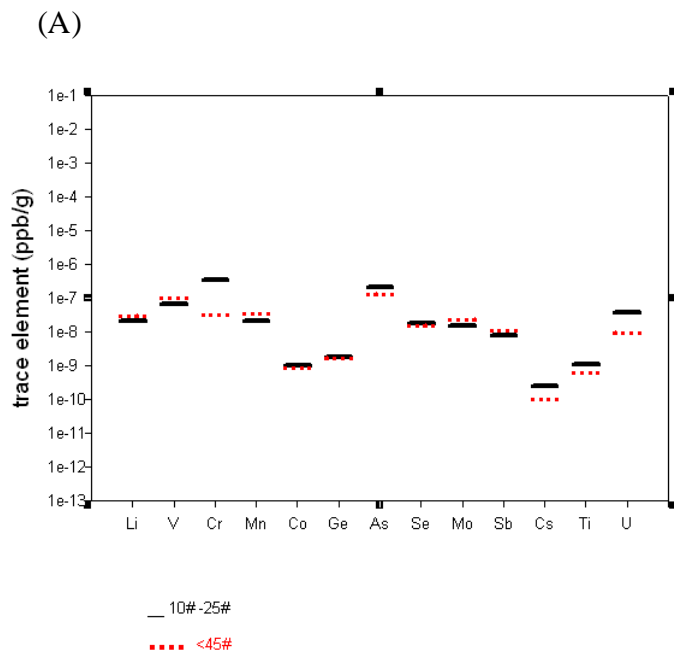 (A)
1e-1
1e-2
1e-3
1e-4
1e-5
1e-6
1e-7
1e-8
1e-9
1e-10
1e-11
1e-12
1e-13
trace element (ppb/g)
Li V Cr Mn Co Ge As Se Mo Sb Cs Ti U
10#-25#
<45#